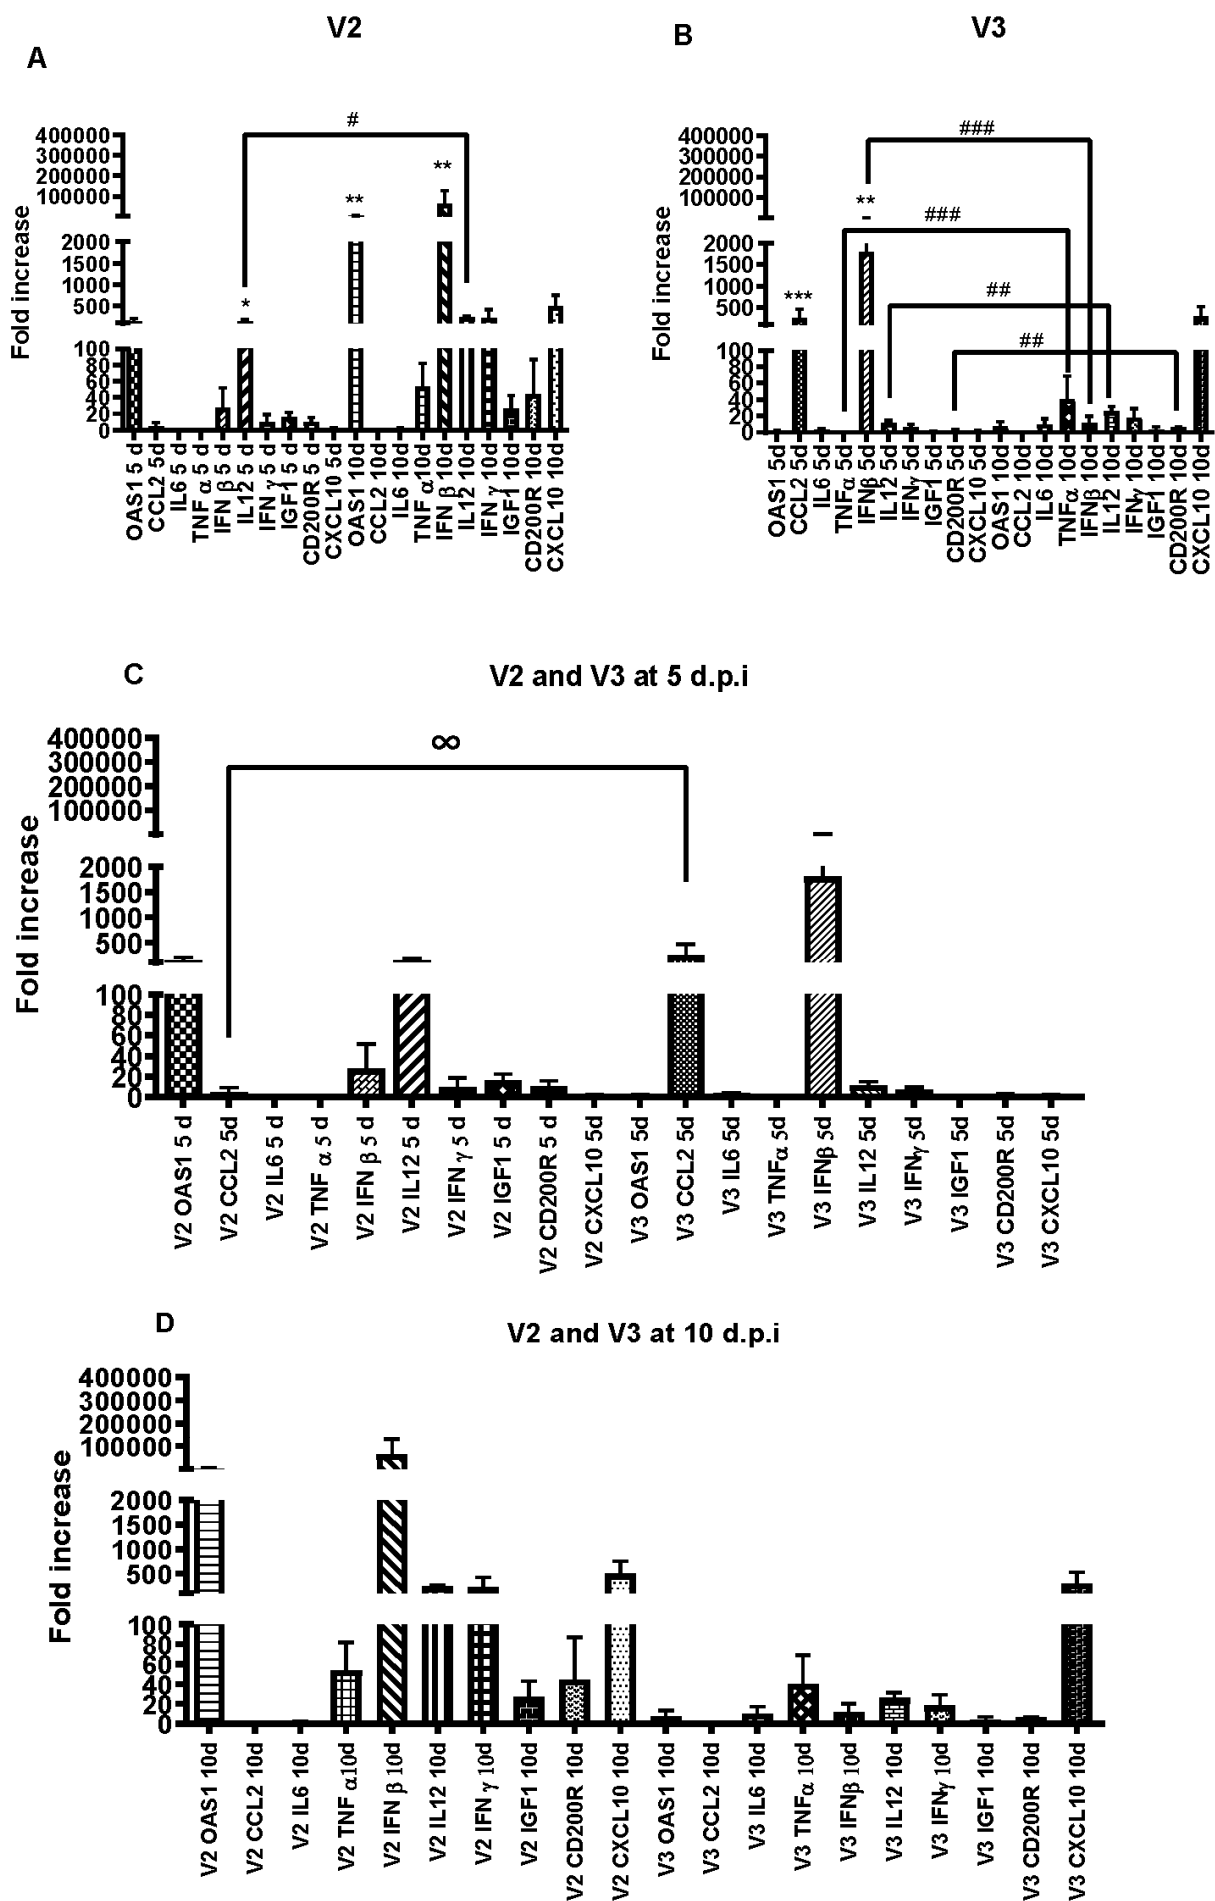 V2
A
Fold increase
400000
300000
200000
100000
2000
1500
1000
500
100
80
60
40
20
0
#
*
**
**
OAS1 5 d
CCL2 5d
IL6 5 d
TNF α 5 d
IFN β 5 d
IL12 5 d
IFN γ 5 d
IGF1 5 d
CD200R 5 d
CXCL10 5d
OAS1 10d
CCL2 10d
IL6 10d
TNF α 10d
IFN β 10d
IL12 10d
IFN γ 10d
IGF1 10d
CD200R 10d
CXCL10 10d
V3
B
Fold increase
400000
300000
200000
100000
2000
1500
1000
500
100
80
60
40
20
0
###
**
###
***
##
##
OAS1 5d
CCL2 5d
IL6 5d
TNFα 5d
IFNβ 5d
IL12 5d
IFNγ 5d
IGF1 5d
CD200R 5d
CXCL10 5d
OAS1 10d
CCL2 10d
IL6 10d
TNFα 10d
IFNβ 10d
IL12 10d
IFNγ 10d
IGF1 10d
CD200R 10d
CXCL10 10d
C
V2 and V3 at 5 d.p.i
Fold increase
400000
300000
200000
100000
2000
1500
1000
500
100
80
60
40
20
0
∞
V2 OAS1 5 d
V2 CCL2 5d
V2 IL6 5 d
V2 TNF α 5 d
V2 IFN β 5 d
V2 IL12 5 d
V2 IFN γ 5 d
V2 IGF1 5 d
V2 CD200R 5 d
V2 CXCL10 5d
V3 OAS1 5d
V3 CCL2 5d
V3 IL6 5d
V3 TNFα 5d
V3 IFNβ 5d
V3 IL12 5d
V3 IFNγ 5d
V3 IGF1 5d
V3 CD200R 5d
V3 CXCL10 5d
D
V2 and V3 at 10 d.p.i
Fold increase
400000
300000
200000
100000
2000
1500
1000
500
100
80
60
40
20
0
V2 OAS1 10d
V2 CCL2 10d
V2 IL6 10d
V2 TNF α10d
V2 IFN β 10d
V2 IL12 10d
V2 IFN γ 10d
V2 IGF1 10d
V2 CD200R 10d
V2 CXCL10 10d
V3 OAS1 10d
V3 CCL2 10d
V3 IL6 10d
V3 TNFα 10d
V3 IFNβ 10d
V3 IL12 10d
V3 IFNγ 10d
V3 IGF1 10d
V3 CD200R 10d
V3 CXCL10 10d